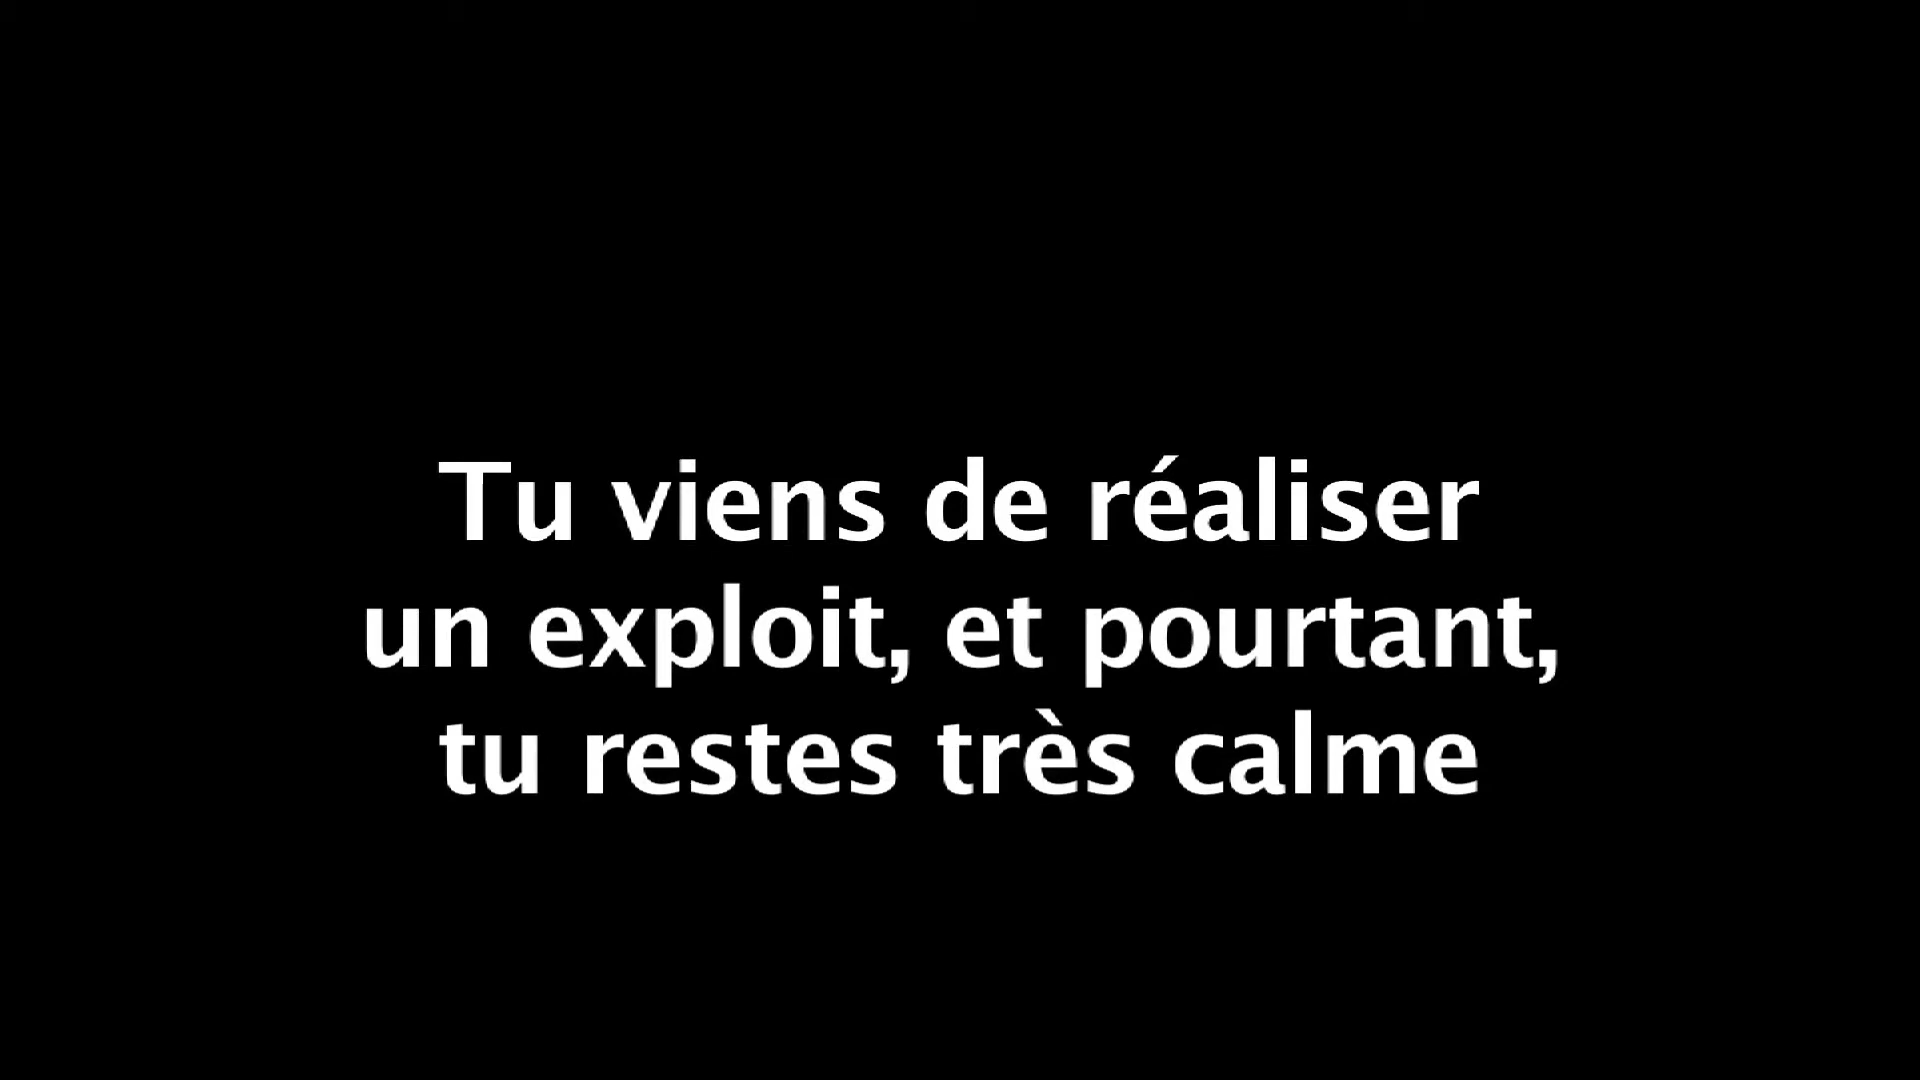 Tu viens de réaliser
un exploit, et pourtant,
tu restes très calme